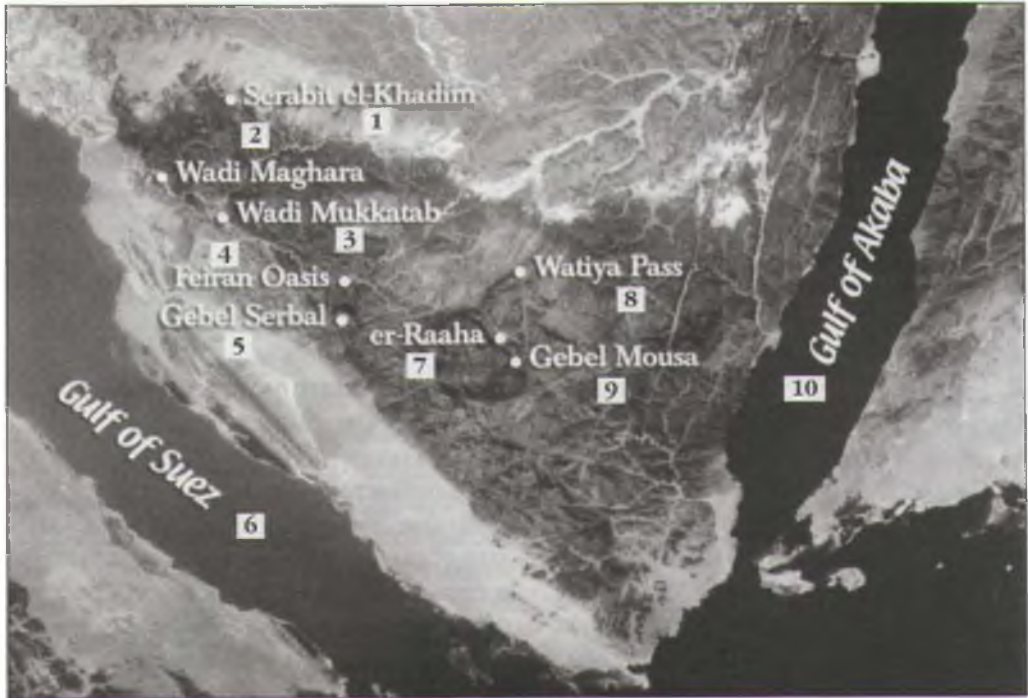 Serabit el-Khadim
1
2
Wadi Maghara
Wadi Mukkatab
3
4
Feiran Oasis
Watiya Pass
8
Gebel Serbal
5
er-Raaha
7
Gebel Mousa
9
10
Gulf of Akaba
Gulf of Suez
6